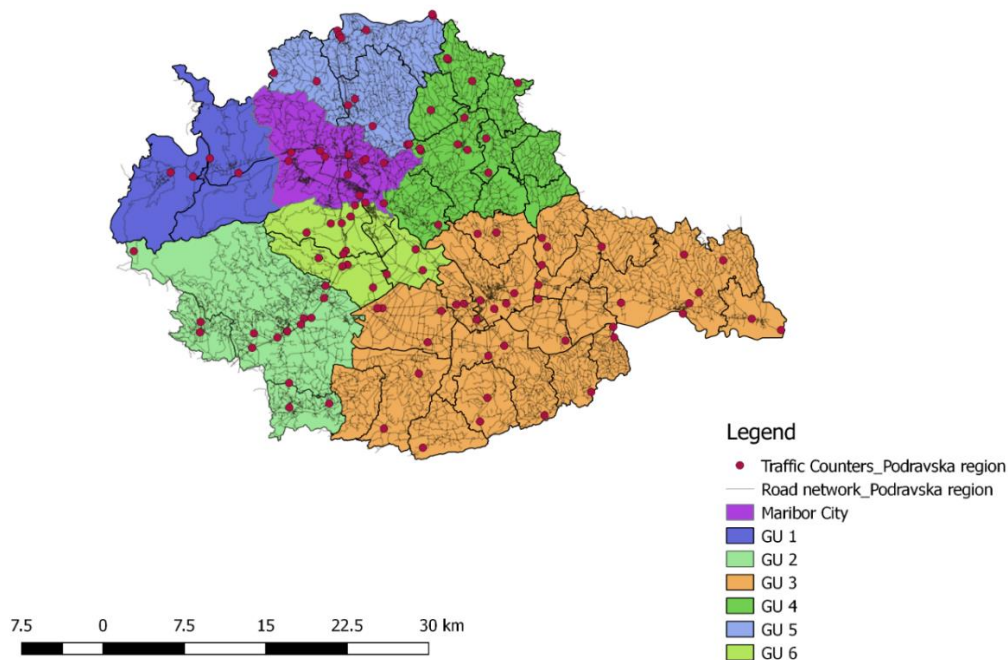 Legend
Traffic Counters_Podravska region
Road network_Podravska region
Maribor City
GU 1
GU 2
GU 3
GU 4
GU 5
GU 6
7.5 0 7.5 15 22.5 30 km